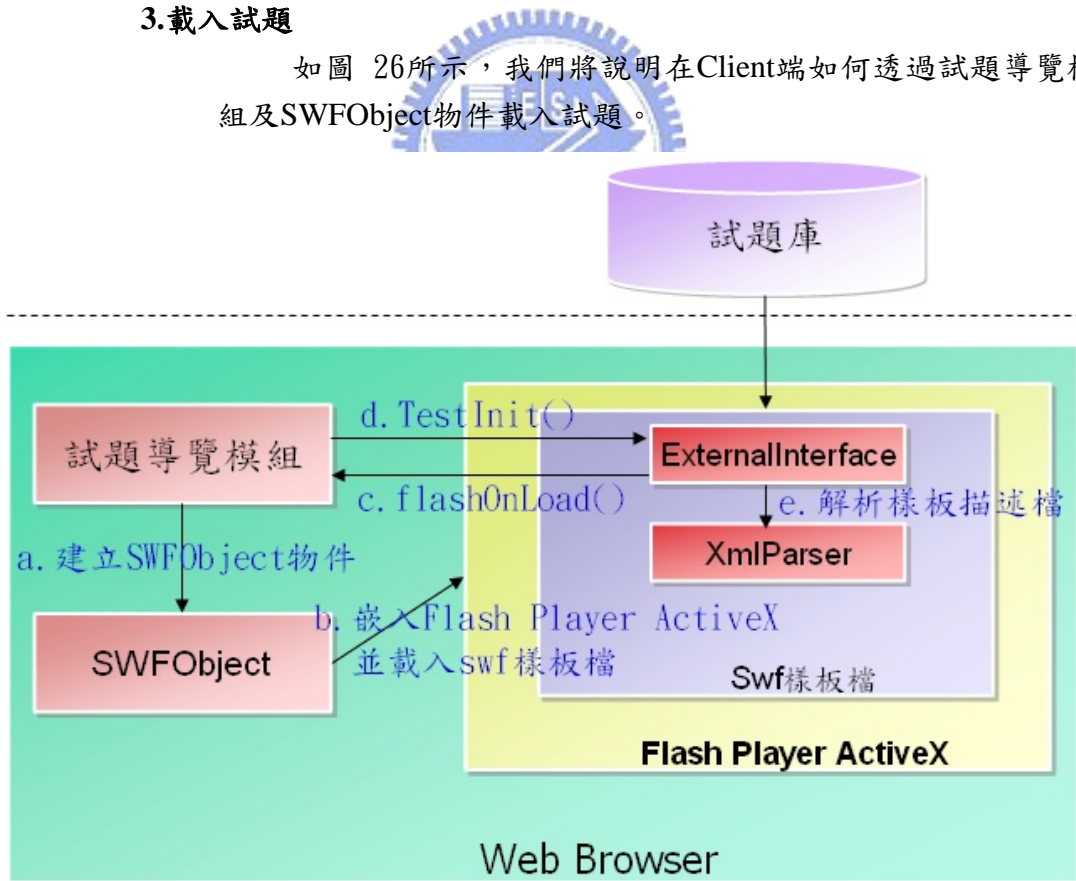 3.載入試題
如圖 26所示，我們將說明在Client端如何透過試題導覽
組及SWFObject物件載入試題。
試題庫
d.TestInit()
試題導覽模組
ExternalInterface
c.flashOnLoad()
e.解析樣板描述檔
a.建立SWFObject物件
XmlParser
b.嵌入Flash Player ActiveX
並載入swf樣板檔
SWFObject
Swf樣板檔
Flash Player ActiveX
Web Browser